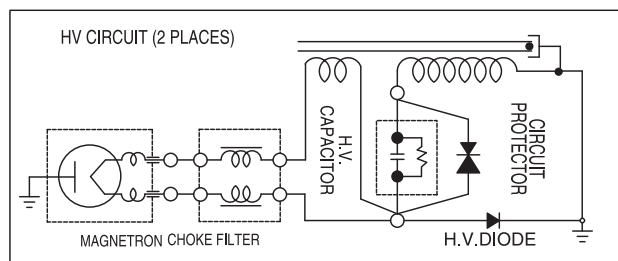 HV CIRCUIT (2 PLACES)
H.V.
CAPACITOR
CIRCUIT
PROTECTOR
MAGNETRON CHOKE FILTER
H.V.DIODE